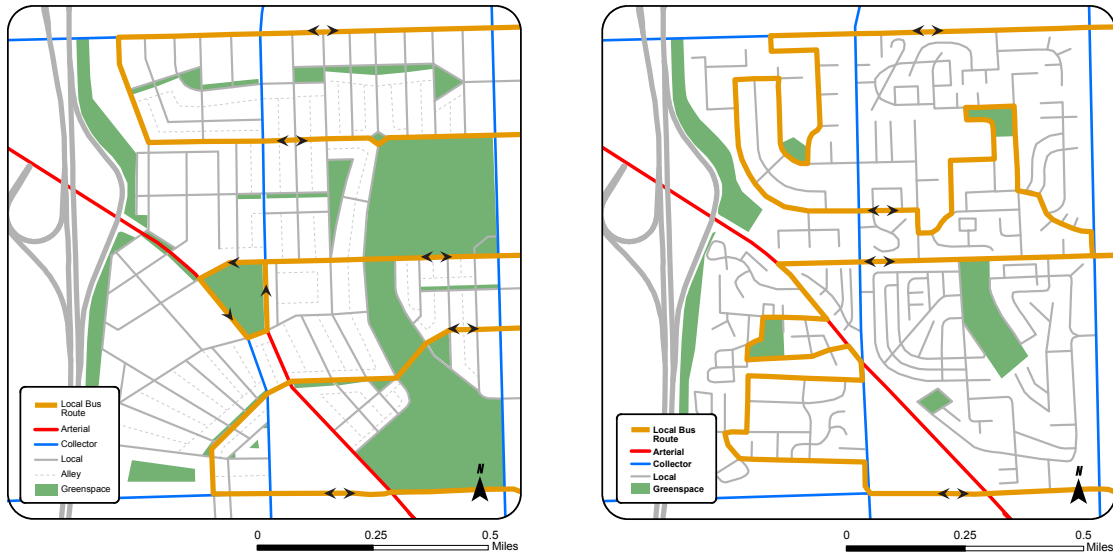 Local Bus
Route
Arterial
Collector
Local
Alley
Greenspace
N
0
0.25
0.5
Miles
Local Bus
Route
Arterial
Collector
Local
Greenspace
N
0
0.25
0.5
Miles